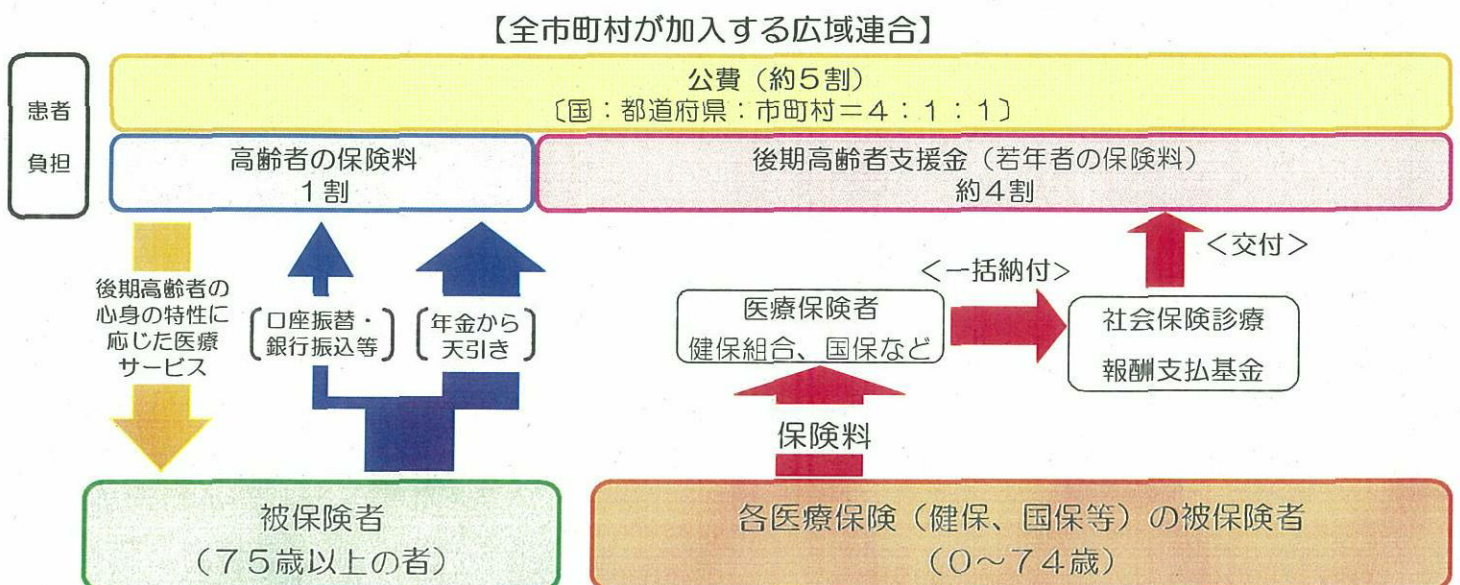 【全市町村が加入する広域連合】
患者
負担
公費（約５割）
〔国：都道府県：市町村＝４：１：１〕
高齢者の保険料
１割
後期高齢者支援金（若年者の保険料）
約４割
後期高齢者の
心身の特性に
応じた医療
サービス
口座振替・
銀行振込等
年金から
天引き
＜交付＞
＜一括納付＞
医療保険者
健保組合、国保など
社会保険診療
報酬支払基金
保険料
被保険者
（７５歳以上の者）
各医療保険（健保、国保等）の被保険者
（０～７４歳）